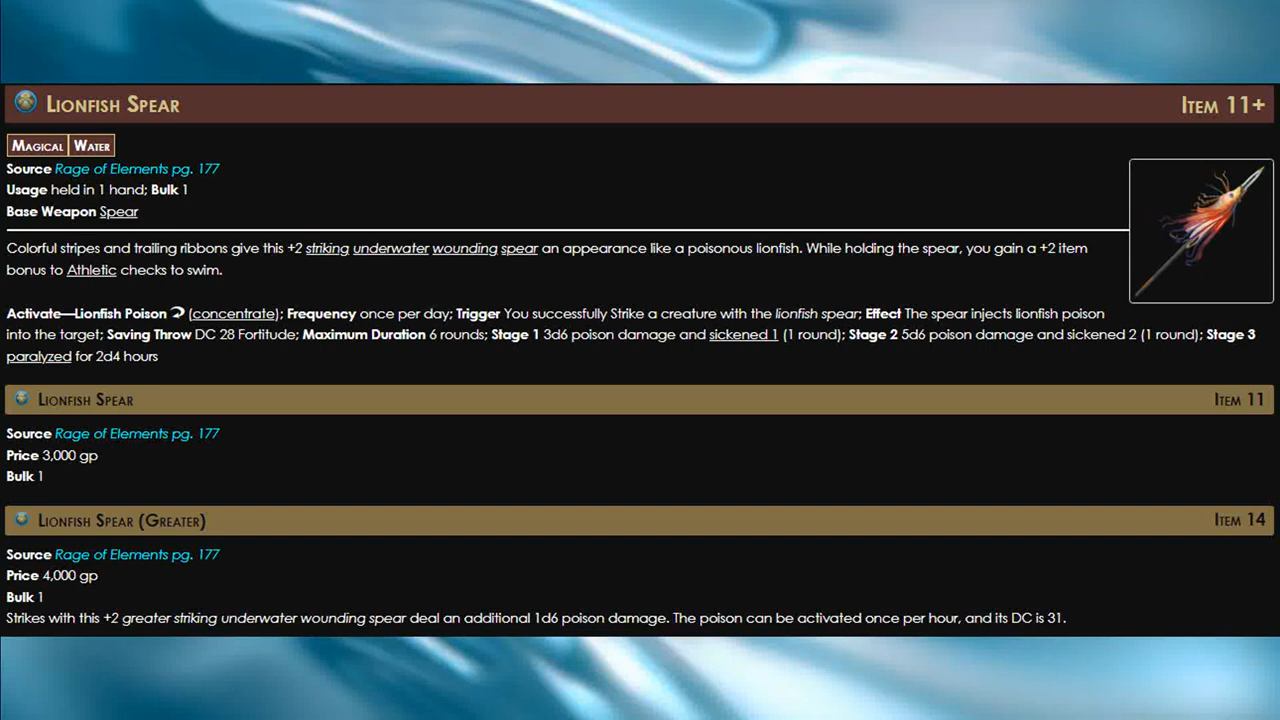 Lionfish Spear Item 11+
Magical Water
Source Rage of Elements pg. 177
Usage held in 1 hand; Bulk 1
Base Weapon Spear
Colorful stripes and trailing ribbons give this +2 striking underwater wounding spear an appearance like a poisonous lionfish. While holding the spear, you gain a +2 item
bonus to Athletic checks to swim.
Activate—Lionfish Poison (concentrate); Frequency once per day; Trigger You successfully Strike a creature with the lionfish spear; Effect The spear injects lionfish poison
into the target; Saving Throw DC 28 Fortitude; Maximum Duration 6 rounds; Stage 1 3d6 poison damage and sickened 1 (1 round); Stage 2 5d6 poison damage and sickened 2 (1 round); Stage 3
paralyzed for 2d4 hours
Lionfish Spear Item 11
Source Rage of Elements pg. 177
Price 3,000 gp
Bulk 1
Lionfish Spear (Greater) Item 14
Source Rage of Elements pg. 177
Price 4,000 gp
Bulk 1
Strikes with this +2 greater striking underwater wounding spear deal an additional 1d6 poison damage. The poison can be activated once per hour, and its DC is 31.